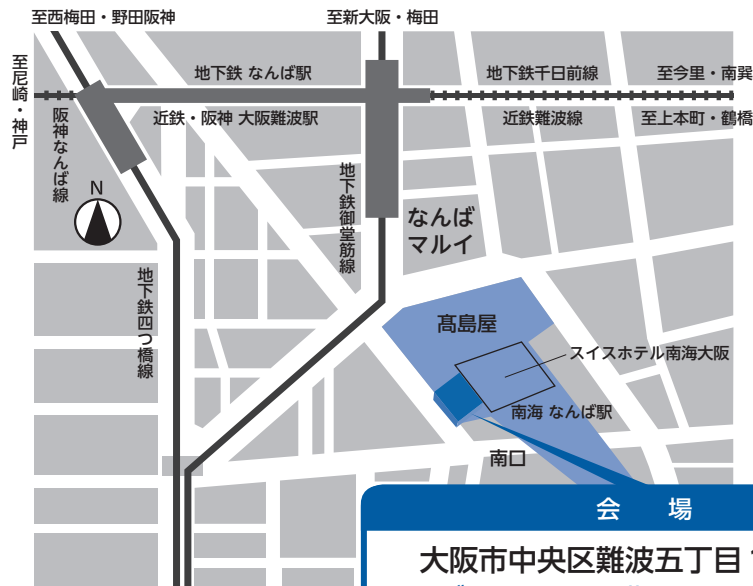 至西梅田・野田阪神
至新大阪・梅田
至尼崎・神戸
地下鉄 なんば駅
地下鉄千日前線
至今里・南巽
近鉄・阪神 大阪難波駅
近鉄難波線
至上本町・鶴橋
阪神なんば線
N
地下鉄御堂筋線
なんば
マルイ
地下鉄四つ橋線
髙島屋
スイスホテル南海大阪
南海 なんば駅
南口
会場
大阪市中央区難波五丁目